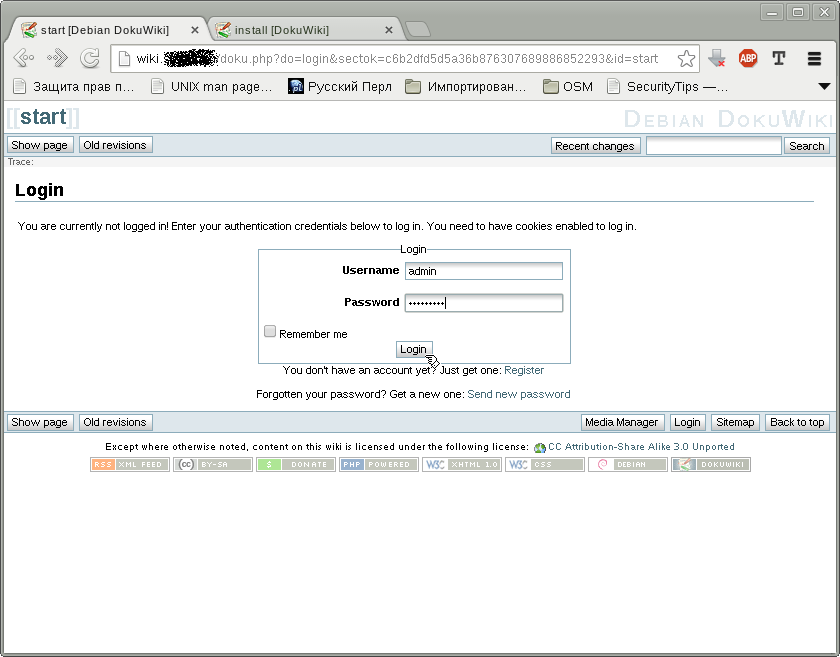 start [Debian DokuWiki]
install [DokuWiki]
wiki. /doku.php?do=login&sectok=c6b2dfd5d5a36b876307689886852293&id=start
ABP
T
Защита прав п... UNIX man page... Русский Перл Импортирован... OSM SecurityTips —...
[[start]] Debian DokuWiki
Show page Old revisions Recent changes Search
Trace:
Login
You are currently not logged in! Enter your authentication credentials below to log in. You need to have cookies enabled to log in.
Login
Username admin
Password •••••••••
Remember me
Login
You don't have an account yet? Just get one: Register
Forgotten your password? Get a new one: Send new password
Show page Old revisions Media Manager Login Sitemap Back to top
Except where otherwise noted, content on this wiki is licensed under the following license: CC Attribution-Share Alike 3.0 Unported
RSS XML FEED (cc) BY-SA $ DONATE PHP POWERED W3C XHTML 1.0 W3C CSS DEBIAN DOKUWIKI